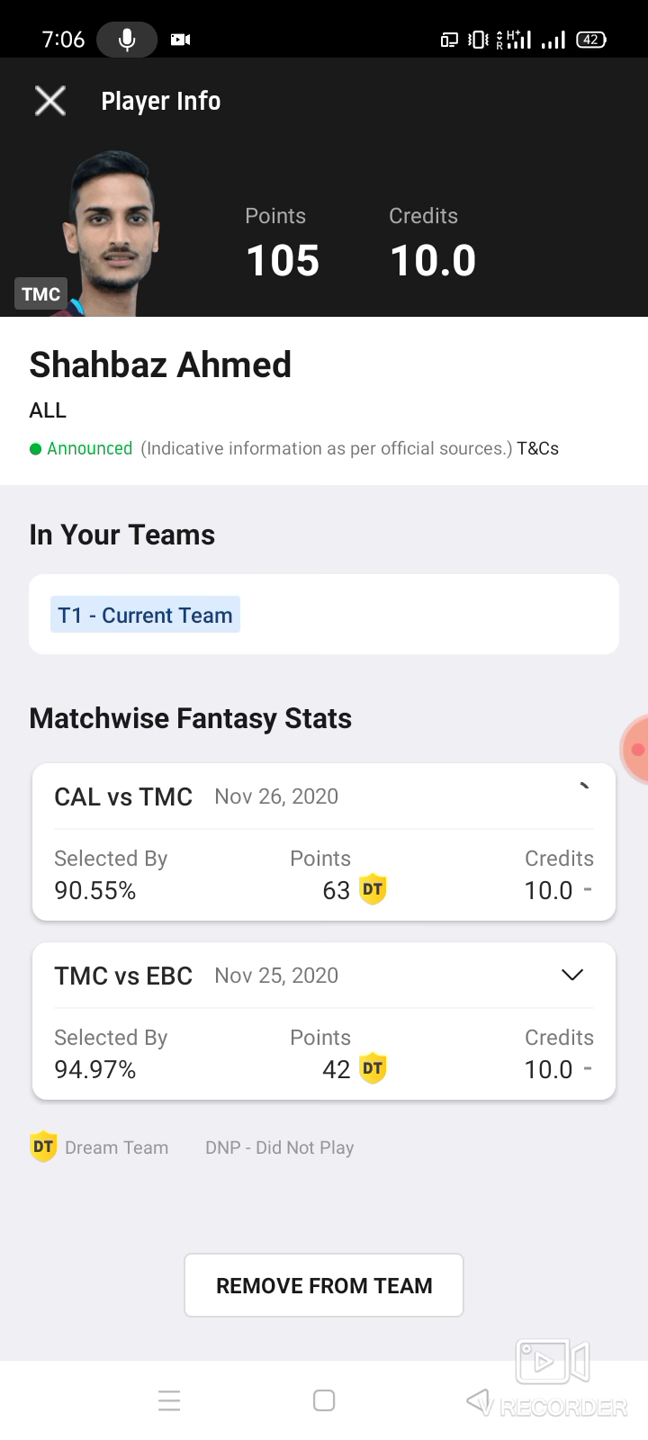 7:06
H+
R
42
Player Info
Points
Credits
105
10.0
TMC
Shahbaz Ahmed
ALL
Announced (Indicative information as per official sources.) T&Cs
In Your Teams
T1 - Current Team
Matchwise Fantasy Stats
CAL vs TMC Nov 26, 2020
Selected By Points Credits
90.55% 63 DT 10.0 -
TMC vs EBC Nov 25, 2020
Selected By Points Credits
94.97% 42 DT 10.0 -
DT Dream Team DNP - Did Not Play
REMOVE FROM TEAM
V RECORDER